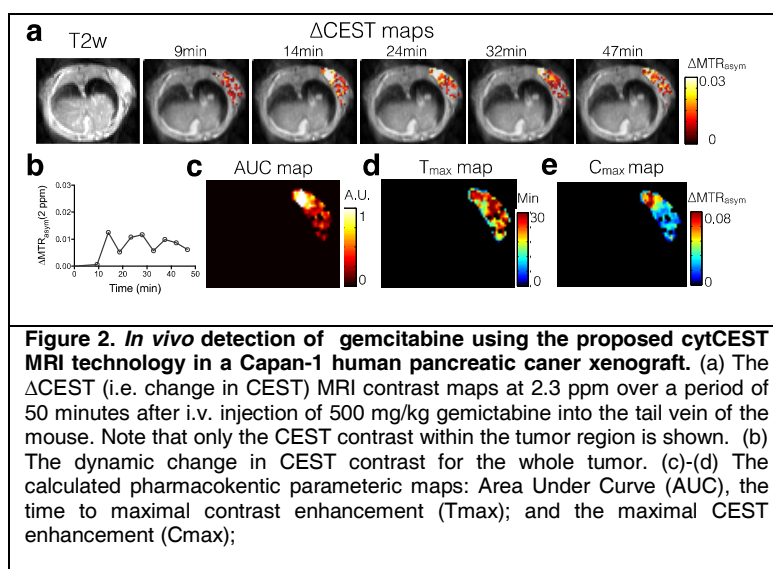 a
T2w
ΔCEST maps
9min
14min
24min
32min
47min
ΔMTRasym
0.03
0
b
0.03
0.02
0.01
0.00
ΔMTRasym(2 ppm)
0 10 20 30 40 50
Time (min)
c
AUC map
A.U.
1
0
d
Tmax map
Min
30
0
e
Cmax map
ΔMTRasym
0.08
0
Figure 2. In vivo detection of gemcitabine using the proposed cytCEST
MRI technology in a Capan-1 human pancreatic caner xenograft. (a) The
ΔCEST (i.e. change in CEST) MRI contrast maps at 2.3 ppm over a period of
50 minutes after i.v. injection of 500 mg/kg gemictabine into the tail vein of the
mouse. Note that only the CEST contrast within the tumor region is shown. (b)
The dynamic change in CEST contrast for the whole tumor. (c)-(d) The
calculated pharmacokentic parameteric maps: Area Under Curve (AUC), the
time to maximal contrast enhancement (Tmax); and the maximal CEST
enhancement (Cmax);